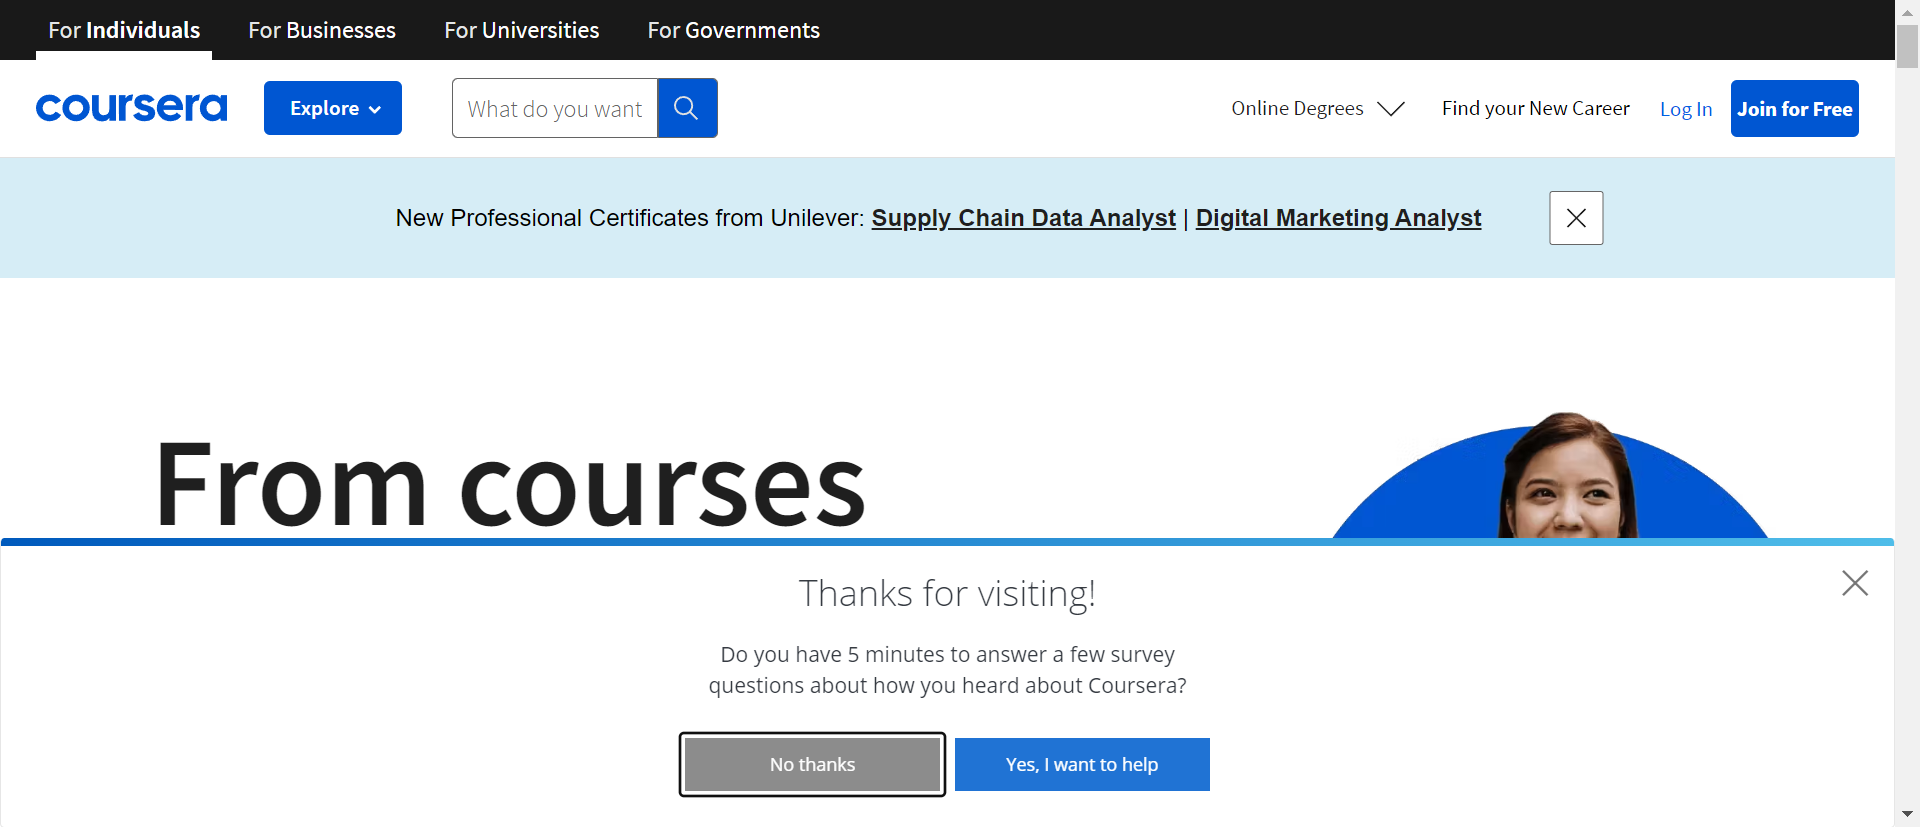 For Individuals For Businesses For Universities For Governments
coursera Explore What do you want Online Degrees Find your New Career Log In Join for Free
New Professional Certificates from Unilever: Supply Chain Data Analyst | Digital Marketing Analyst
From courses
Thanks for visiting!
Do you have 5 minutes to answer a few survey
questions about how you heard about Coursera?
No thanks Yes, I want to help